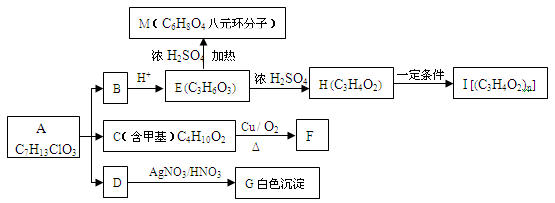 M（C₆H₈O₄八元环分子）
浓 H₂SO₄ 加热
B H⁺ E (C₃H₆O₃) 浓 H₂SO₄ H (C₃H₄O₂) 一定条件 I [(C₃H₄O₂)n]
A
C₇H₁₃ClO₃
C（含甲基）C₄H₁₀O₂ Cu / O₂ F
Δ
D AgNO₃/HNO₃ G 白色沉淀